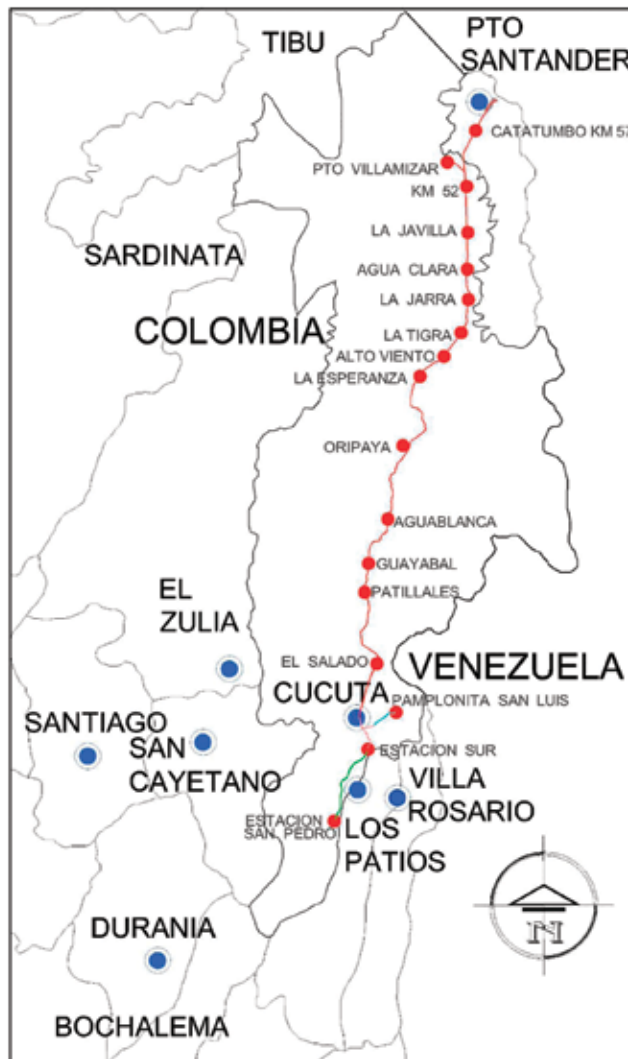 PTO
SANTANDER
TIBU
CATATUMBO KM 57
PTO VILLAMIZAR
KM 52
LA JAVILLA
SARDINATA
AGUA CLARA
LA JARRA
COLOMBIA
LA TIGRA
ALTO VIENTO
LA ESPERANZA
ORIPAYA
AGUABLANCA
GUAYABAL
EL
ZULIA
PATILLALES
EL SALADO
VENEZUELA
CUCUTA
PAMPLONITA SAN LUIS
SANTIAGO
SAN
CAYETANO
ESTACION SUR
VILLA
ROSARIO
ESTACION
SAN PEDRO
LOS
PATIOS
N
DURANIA
BOCHALEMA